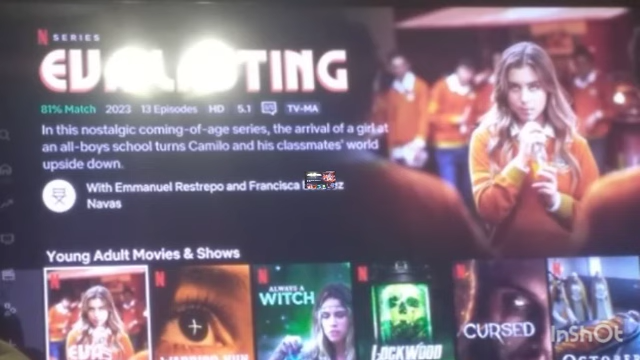 N SERIES
81% Match 2023 13 Episodes HD 5.1 TV-MA
In this nostalgic coming-of-age series, the arrival of a girl at
an all-boys school turns Camilo and his classmates' world
upside down.
With Emmanuel Restrepo and Francisca
Navas
Young Adult Movies & Shows
ALWAYS A
WITCH
LOCKWOOD
CURSED
InShOt